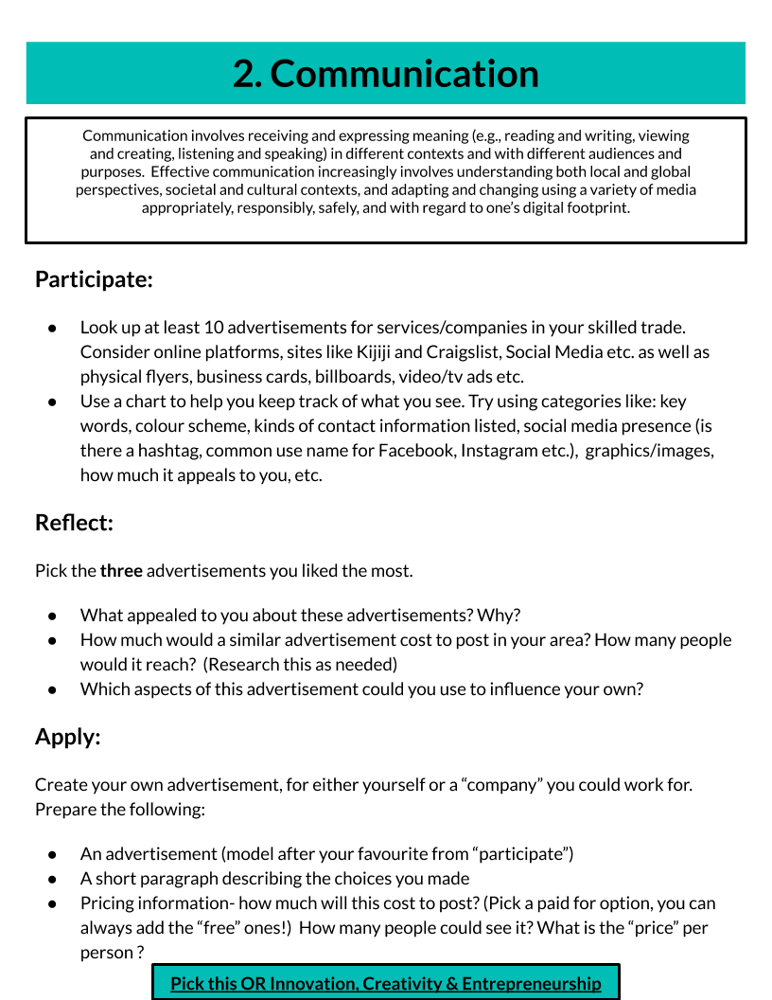 2. Communication
Communication involves receiving and expressing meaning (e.g., reading and writing, viewing
and creating, listening and speaking) in different contexts and with different audiences and
purposes.  Effective communication increasingly involves understanding both local and global
perspectives, societal and cultural contexts, and adapting and changing using a variety of media
appropriately, responsibly, safely, and with regard to one’s digital footprint.
Participate:
● Look up at least 10 advertisements for services/companies in your skilled trade.
Consider online platforms, sites like Kijiji and Craigslist, Social Media etc. as well as
physical flyers, business cards, billboards, video/tv ads etc.
● Use a chart to help you keep track of what you see. Try using categories like: key
words, colour scheme, kinds of contact information listed, social media presence (is
there a hashtag, common use name for Facebook, Instagram etc.),  graphics/images,
how much it appeals to you, etc.
Reflect:
Pick the three advertisements you liked the most.
● What appealed to you about these advertisements? Why?
● How much would a similar advertisement cost to post in your area? How many people
would it reach?  (Research this as needed)
● Which aspects of this advertisement could you use to influence your own?
Apply:
Create your own advertisement, for either yourself or a “company” you could work for.
Prepare the following:
● An advertisement (model after your favourite from “participate”)
● A short paragraph describing the choices you made
● Pricing information- how much will this cost to post? (Pick a paid for option, you can
always add the “free” ones!)  How many people could see it? What is the “price” per
person ?
Pick this OR Innovation, Creativity & Entrepreneurship